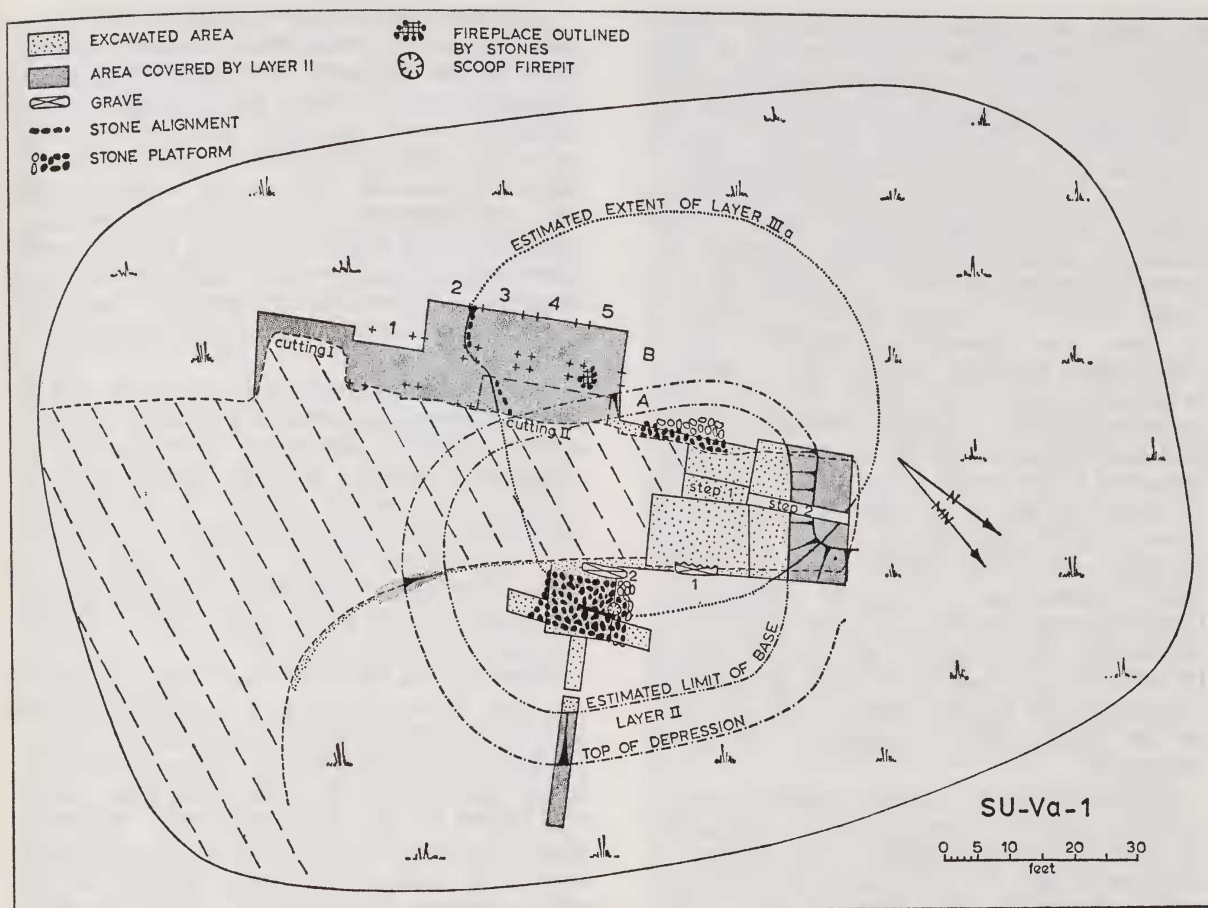 EXCAVATED AREA
AREA COVERED BY LAYER II
GRAVE
STONE ALIGNMENT
STONE PLATFORM
FIREPLACE OUTLINED
BY STONES
SCOOP FIREPIT
ESTIMATED EXTENT OF LAYER IIIa
2 3 4 5
1
cutting I
B
A
cutting II
step 1
step 2
N
MN
2
1
ESTIMATED LIMIT OF BASE
LAYER II
TOP OF DEPRESSION
SU-Va-1
0 5 10 20 30
feet